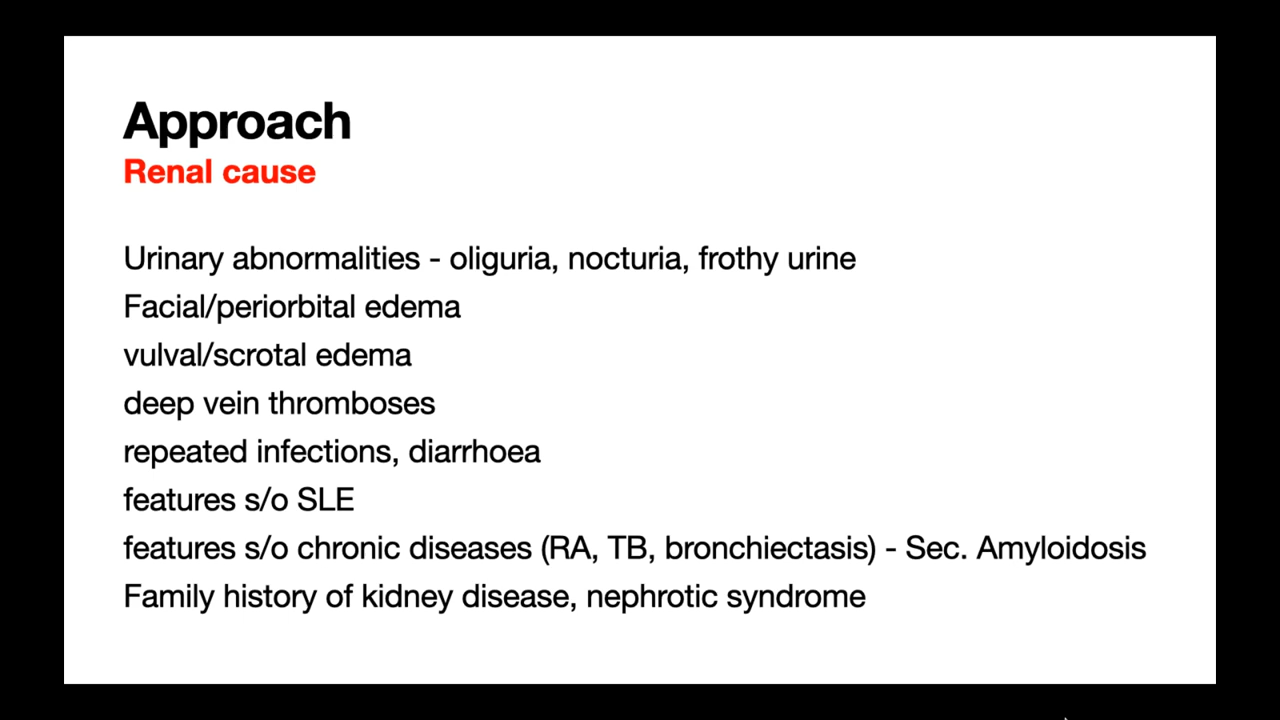 Approach
Renal cause
Urinary abnormalities - oliguria, nocturia, frothy urine
Facial/periorbital edema
vulval/scrotal edema
deep vein thromboses
repeated infections, diarrhoea
features s/o SLE
features s/o chronic diseases (RA, TB, bronchiectasis) - Sec. Amyloidosis
Family history of kidney disease, nephrotic syndrome